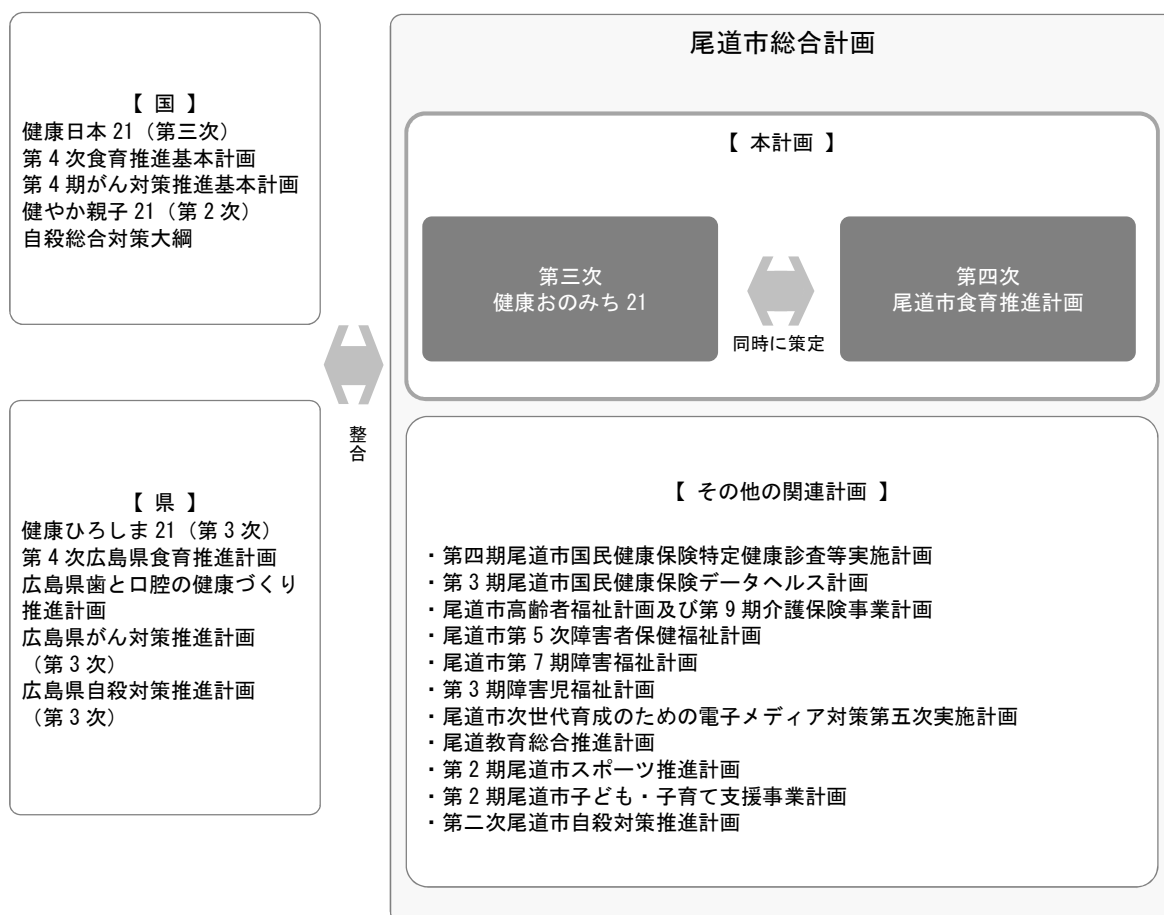 【 国 】
健康日本 21（第三次）
第 4 次食育推進基本計画
第 4 期がん対策推進基本計画
健やか親子 21（第 2 次）
自殺総合対策大綱
【 県 】
健康ひろしま 21（第 3 次）
第 4 次広島県食育推進計画
広島県歯と口腔の健康づくり
推進計画
広島県がん対策推進計画
（第 3 次）
広島県自殺対策推進計画
（第 3 次）
整合
尾道市総合計画
【 本計画 】
第三次
健康おのみち 21
同時に策定
第四次
尾道市食育推進計画
【 その他の関連計画 】
・第四期尾道市国民健康保険特定健康診査等実施計画
・第 3 期尾道市国民健康保険データヘルス計画
・尾道市高齢者福祉計画及び第 9 期介護保険事業計画
・尾道市第 5 次障害者保健福祉計画
・尾道市第 7 期障害福祉計画
・第 3 期障害児福祉計画
・尾道市次世代育成のための電子メディア対策第五次実施計画
・尾道教育総合推進計画
・第 2 期尾道市スポーツ推進計画
・第 2 期尾道市子ども・子育て支援事業計画
・第二次尾道市自殺対策推進計画